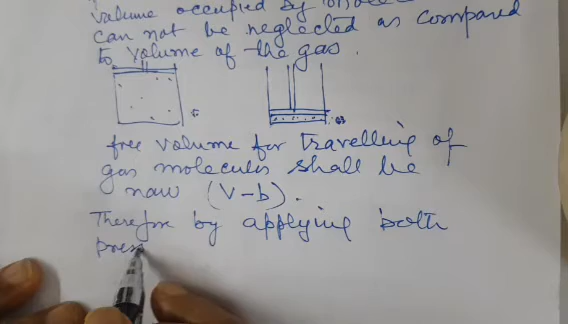 volume occupied by
can not be neglected as compared
to volume of the gas.
free volume for travelling of
gas molecules shall be
now (V-b).
Therefore by applying both
pres